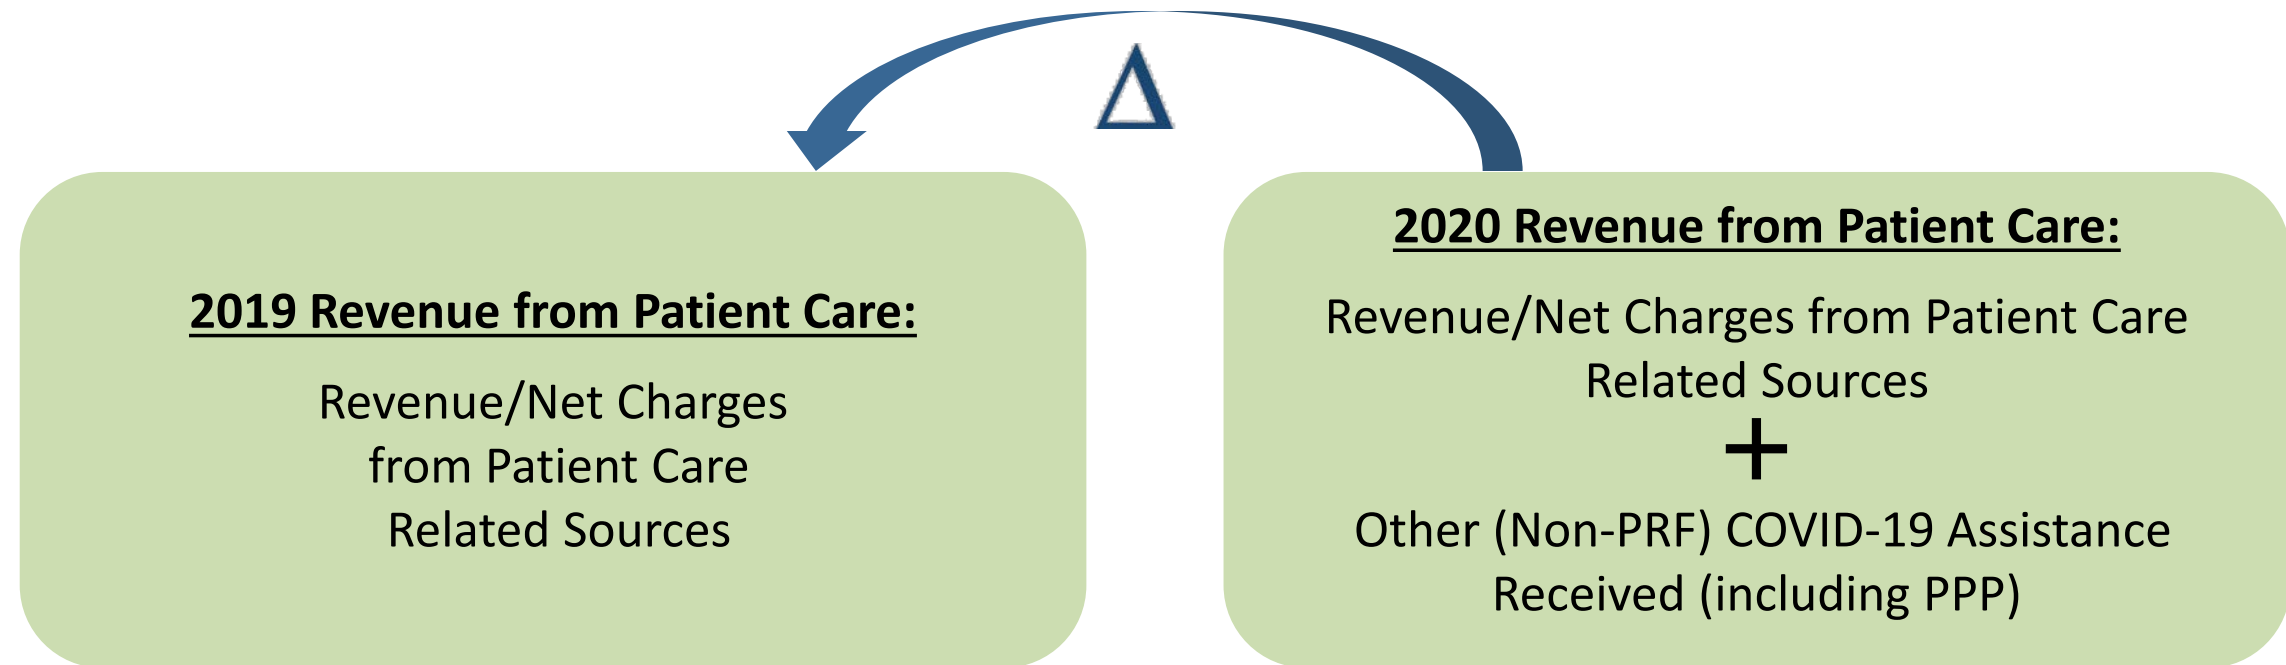 Δ
2019 Revenue from Patient Care:
Revenue/Net Charges
from Patient Care
Related Sources
2020 Revenue from Patient Care:
Revenue/Net Charges from Patient Care
Related Sources
+
Other (Non-PRF) COVID-19 Assistance
Received (including PPP)